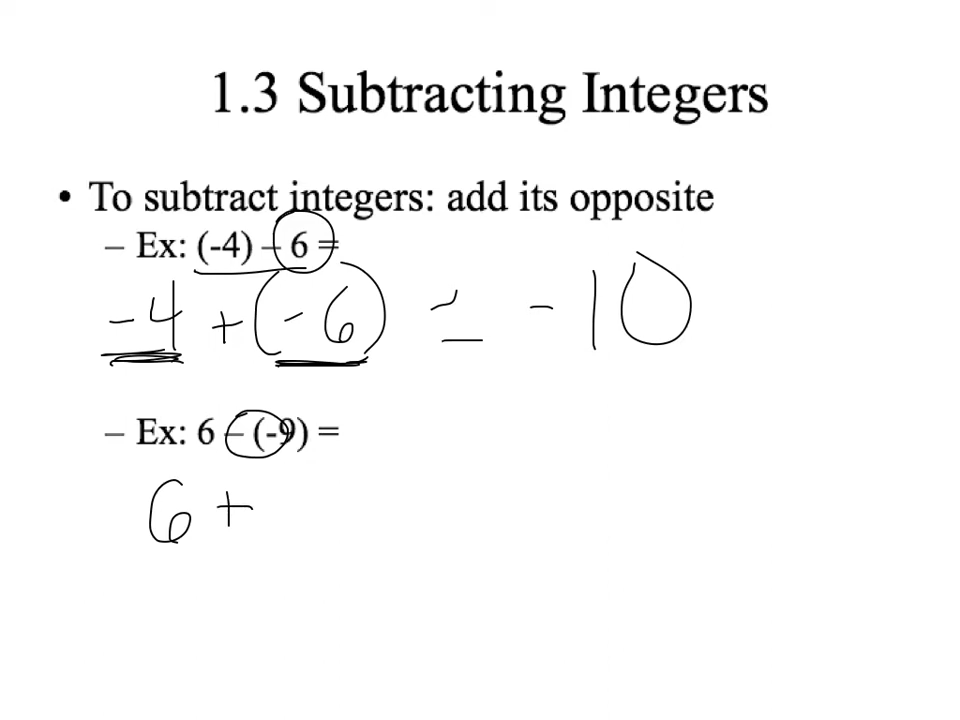 1.3 Subtracting Integers
• To subtract integers: add its opposite
– Ex: (-4) – 6 =
-4 + (-6) = -10
– Ex: 6 – (-9) =
6 +